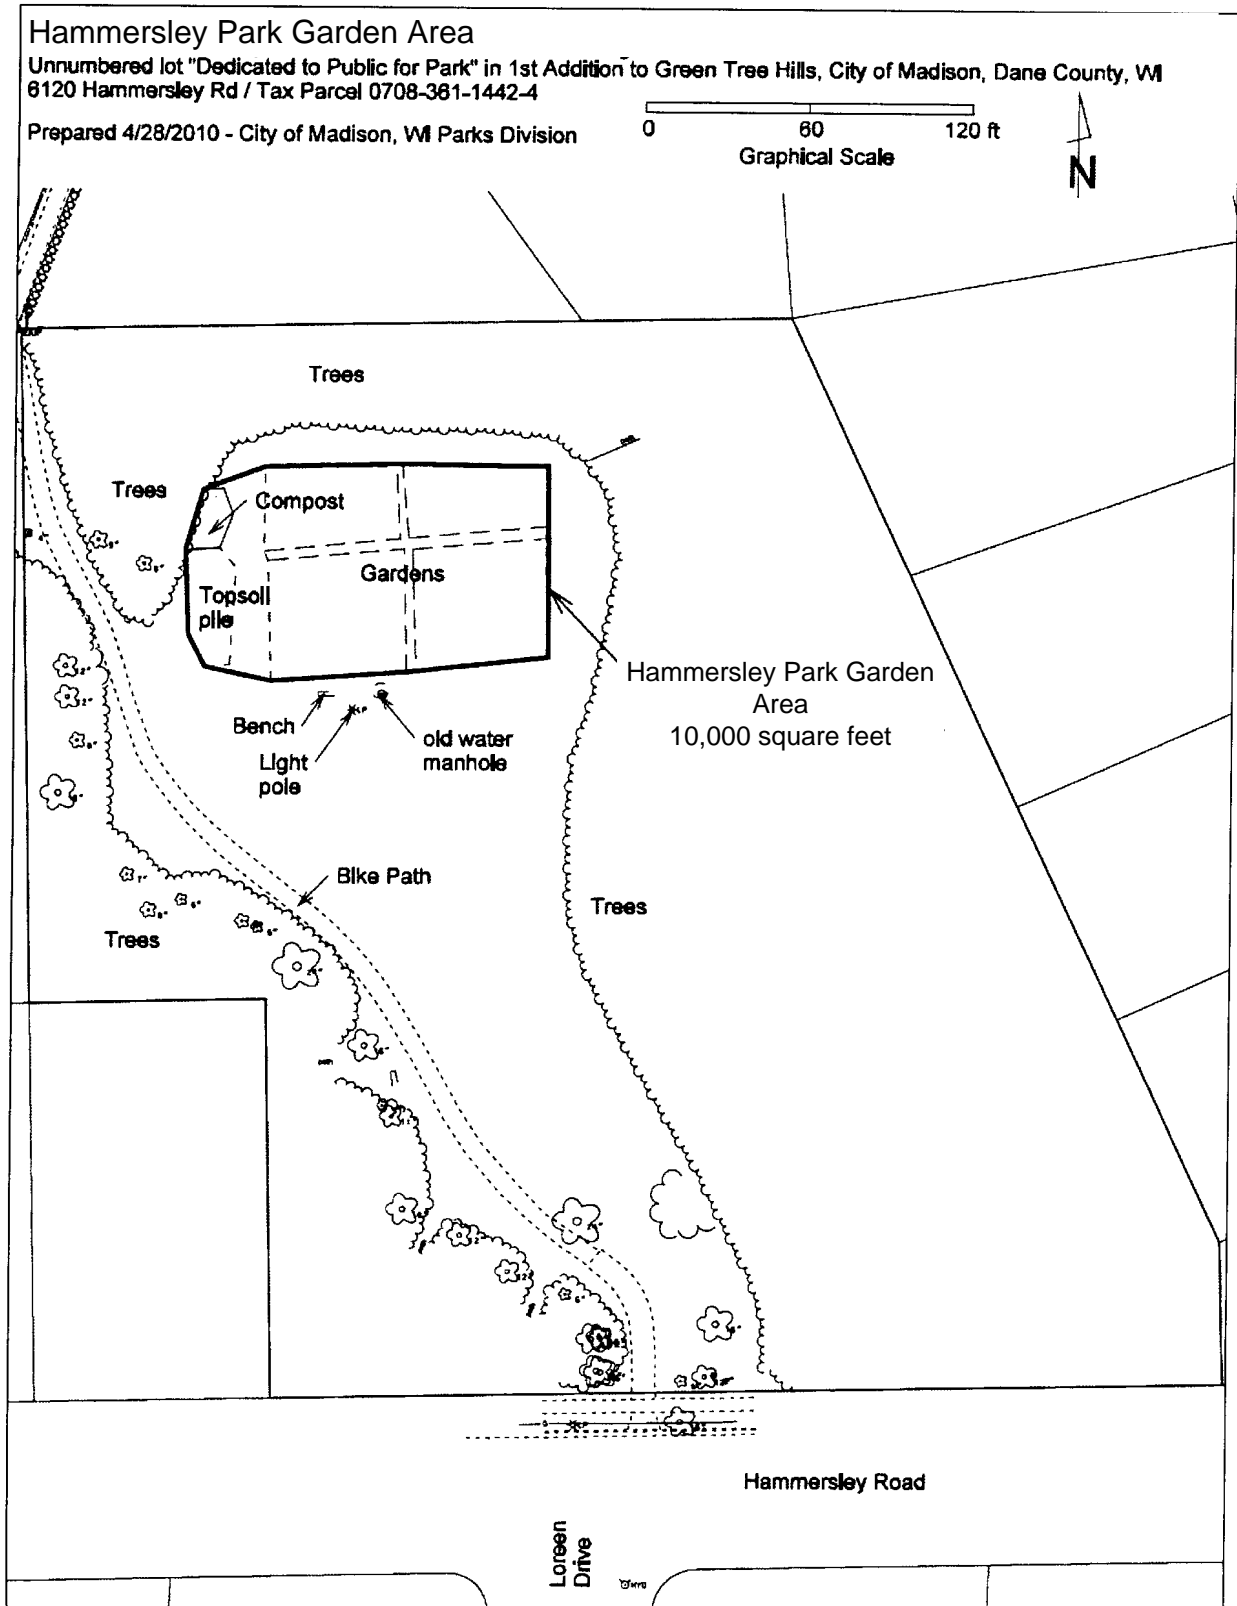 Hammersley Park Garden Area
Unnumbered lot "Dedicated to Public for Park" in 1st Addition to Green Tree Hills, City of Madison, Dane County, WI
6120 Hammersley Rd / Tax Parcel 0708-361-1442-4
Prepared 4/28/2010 - City of Madison, WI Parks Division
0 60 120 ft
Graphical Scale
N
Trees
Trees
Compost
Gardens
Topsoil
pile
Hammersley Park Garden
Area
10,000 square feet
Bench
Light
pole
old water
manhole
Bike Path
Trees
Trees
Hammersley Road
Loreen
Drive